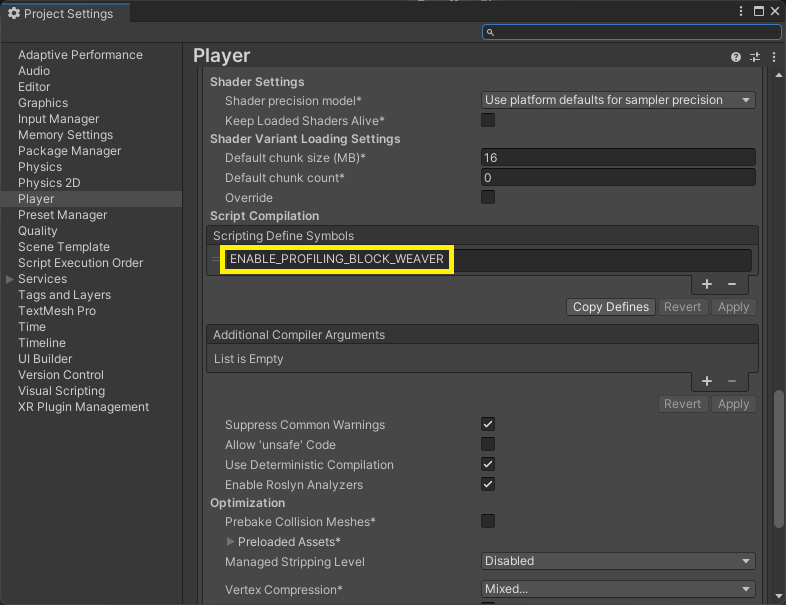 Project Settings
Adaptive Performance
Audio
Editor
Graphics
Input Manager
Memory Settings
Package Manager
Physics
Physics 2D
Player
Preset Manager
Quality
Scene Template
Script Execution Order
Services
Tags and Layers
TextMesh Pro
Time
Timeline
UI Builder
Version Control
Visual Scripting
XR Plugin Management
Player
Shader Settings
Shader precision model* Use platform defaults for sampler precision
Keep Loaded Shaders Alive*
Shader Variant Loading Settings
Default chunk size (MB)* 16
Default chunk count* 0
Override
Script Compilation
Scripting Define Symbols
ENABLE_PROFILING_BLOCK_WEAVER
+ −
Copy Defines Revert Apply
Additional Compiler Arguments
List is Empty
+ −
Revert Apply
Suppress Common Warnings
Allow 'unsafe' Code
Use Deterministic Compilation
Enable Roslyn Analyzers
Optimization
Prebake Collision Meshes*
Preloaded Assets*
Managed Stripping Level Disabled
Vertex Compression* Mixed...